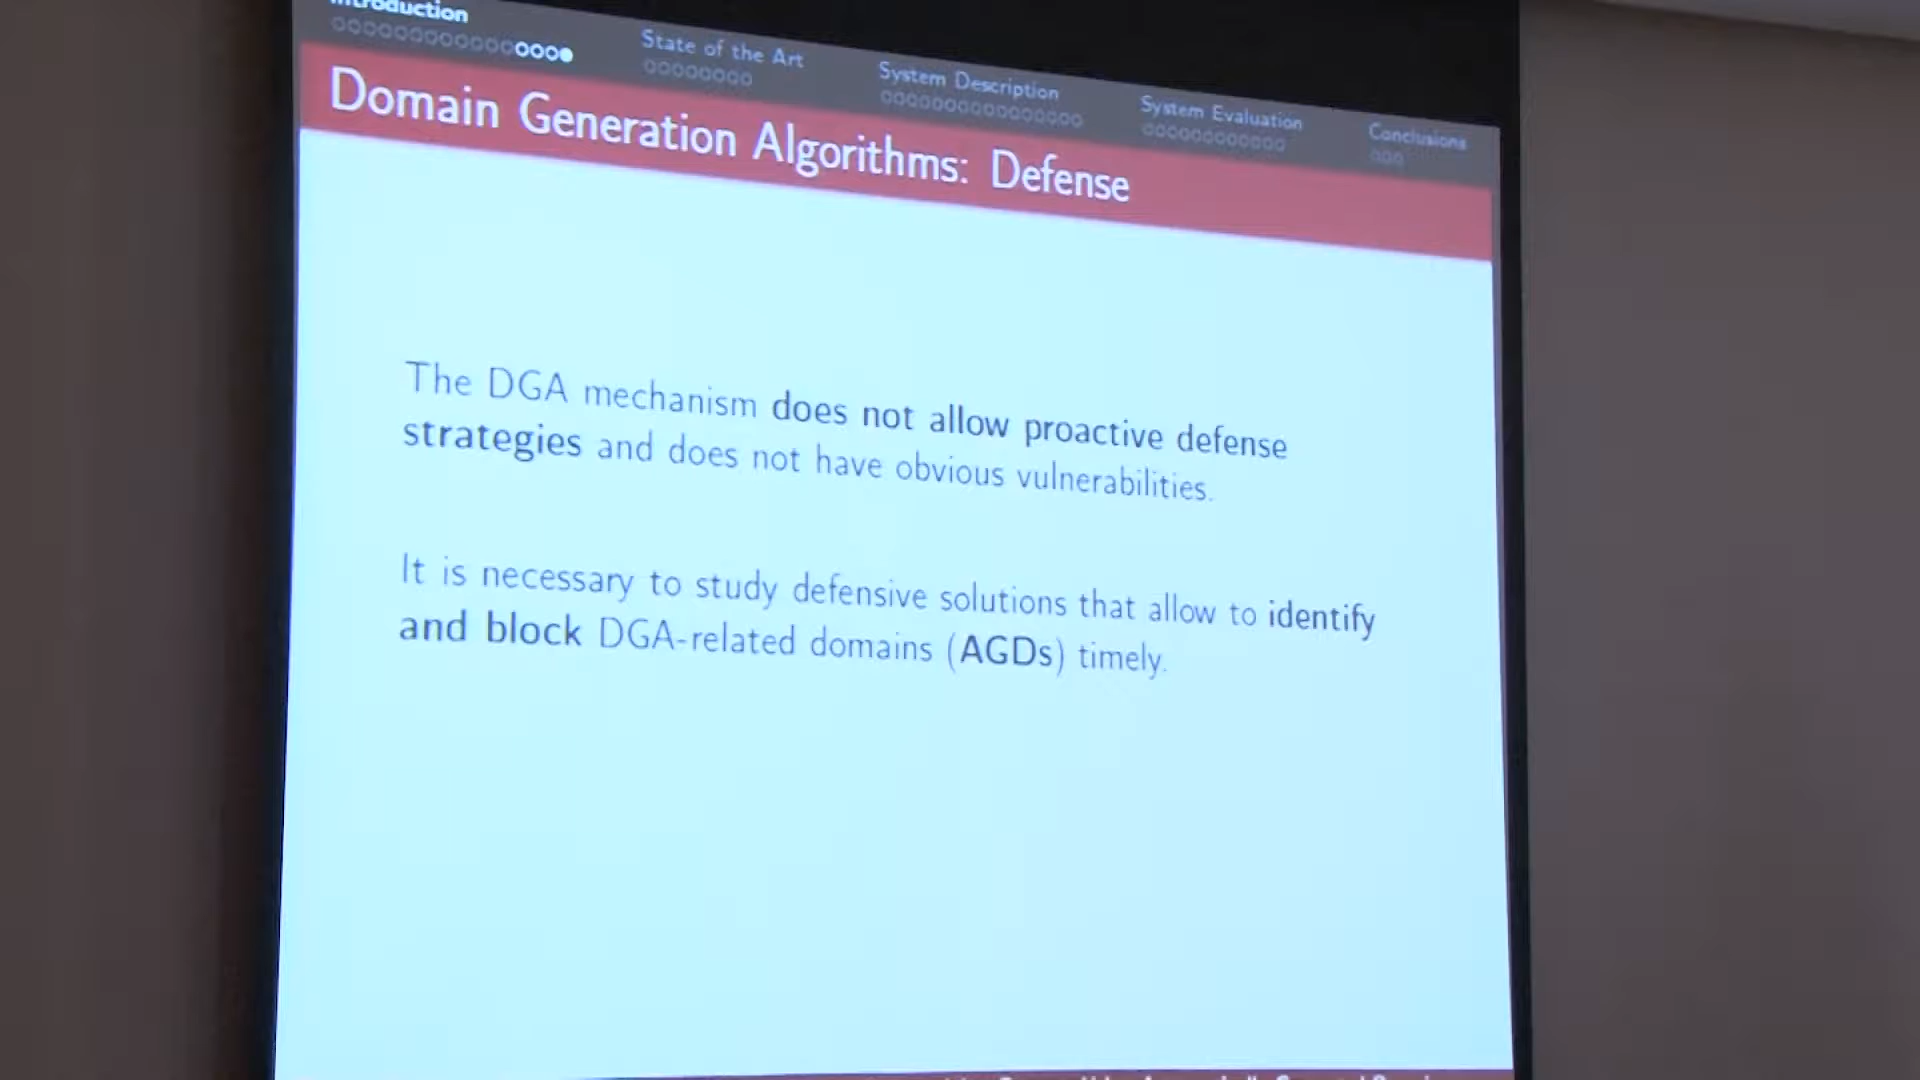 Introduction
State of the Art
System Description
System Evaluation
Conclusions
Domain Generation Algorithms: Defense
The DGA mechanism does not allow proactive defense
strategies and does not have obvious vulnerabilities.
It is necessary to study defensive solutions that allow to identify
and block DGA-related domains (AGDs) timely.